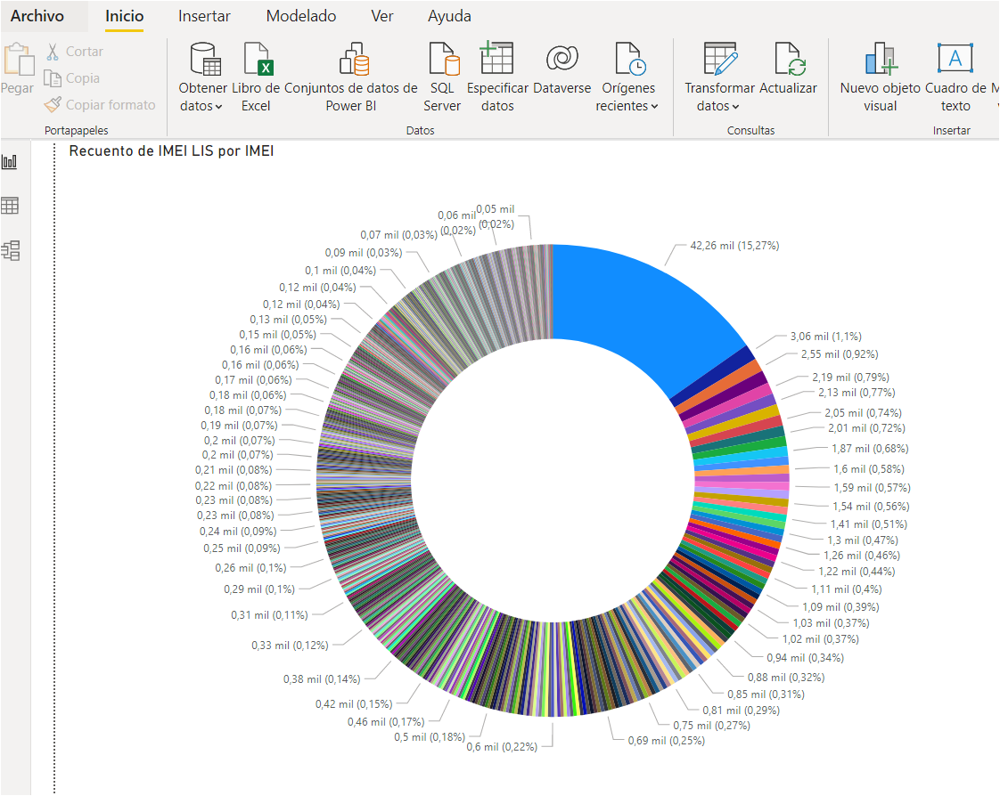 Archivo Inicio Insertar Modelado Ver Ayuda
Pegar
Cortar
Copia
Copiar formato
Portapapeles
Obtener datos
Libro de Excel
Conjuntos de datos de Power BI
SQL Server
Especificar datos
Dataverse
Orígenes recientes
Datos
Transformar datos
Actualizar
Consultas
Nuevo objeto visual
Cuadro de texto
Insertar
Recuento de IMEI LIS por IMEI
42,26 mil (15,27%)
3,06 mil (1,1%)
2,55 mil (0,92%)
2,19 mil (0,79%)
2,13 mil (0,77%)
2,05 mil (0,74%)
2,01 mil (0,72%)
1,87 mil (0,68%)
1,6 mil (0,58%)
1,59 mil (0,57%)
1,54 mil (0,56%)
1,41 mil (0,51%)
1,3 mil (0,47%)
1,26 mil (0,46%)
1,22 mil (0,44%)
1,11 mil (0,4%)
1,09 mil (0,39%)
1,03 mil (0,37%)
1,02 mil (0,37%)
0,94 mil (0,34%)
0,88 mil (0,32%)
0,85 mil (0,31%)
0,81 mil (0,29%)
0,75 mil (0,27%)
0,69 mil (0,25%)
0,6 mil (0,22%)
0,5 mil (0,18%)
0,46 mil (0,17%)
0,42 mil (0,15%)
0,38 mil (0,14%)
0,33 mil (0,12%)
0,31 mil (0,11%)
0,29 mil (0,1%)
0,26 mil (0,1%)
0,25 mil (0,09%)
0,24 mil (0,09%)
0,23 mil (0,08%)
0,23 mil (0,08%)
0,22 mil (0,08%)
0,21 mil (0,08%)
0,2 mil (0,07%)
0,2 mil (0,07%)
0,19 mil (0,07%)
0,18 mil (0,07%)
0,18 mil (0,06%)
0,17 mil (0,06%)
0,16 mil (0,06%)
0,16 mil (0,06%)
0,15 mil (0,05%)
0,13 mil (0,05%)
0,12 mil (0,04%)
0,12 mil (0,04%)
0,1 mil (0,04%)
0,09 mil (0,03%)
0,07 mil (0,03%)
0,06 mil (0,02%)
0,05 mil (0,02%)